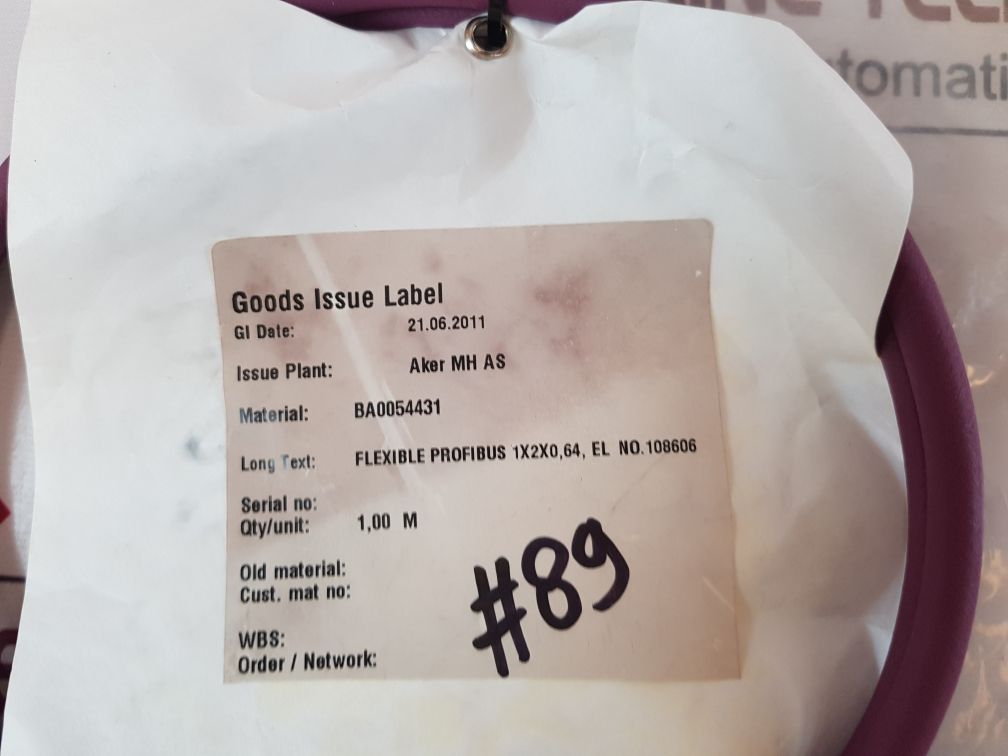 tomati
Goods Issue Label
GI Date: 21.06.2011
Issue Plant: Aker MH AS
Material: BA0054431
Long Text: FLEXIBLE PROFIBUS 1X2X0,64, EL NO.108606
Serial no:
Qty/unit: 1,00 M
#89
Old material:
Cust. mat no:
WBS:
Order / Network: